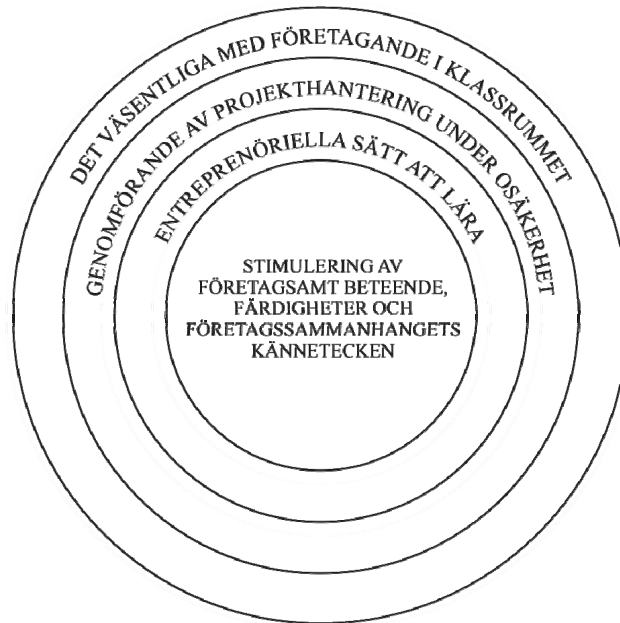 DET VÄSENTLIGA MED FÖRETAGANDE I KLASSRUMMET
GENOMFÖRANDE AV PROJEKTHANTERING UNDER OSÄKERHET
ENTREPRENÖRIELLA SÄTT ATT LÄRA
STIMULERING AV
FÖRETAGSAMT BETEENDE,
FÄRDIGHETER OCH
FÖRETAGSSAMMANHANGETS
KÄNNETECKEN